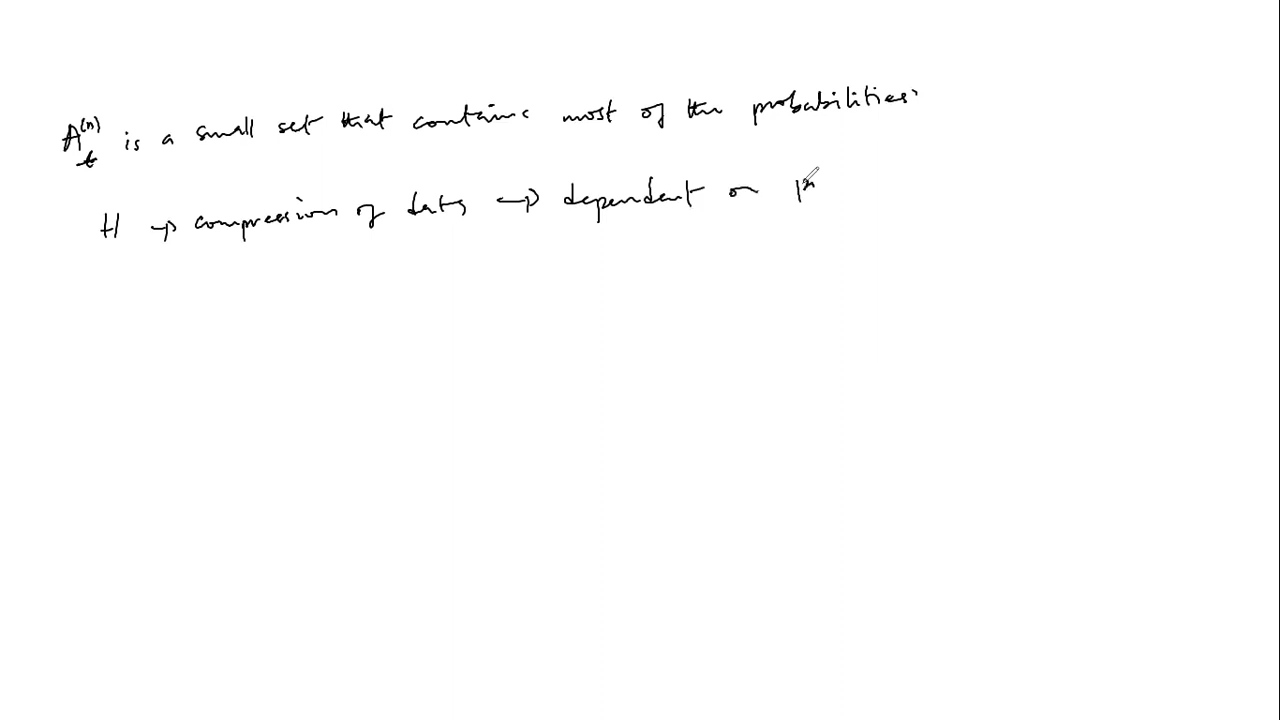 A_ϵ^(n) is a small set that contains most of the probabilities.
H → compression of data → dependent on